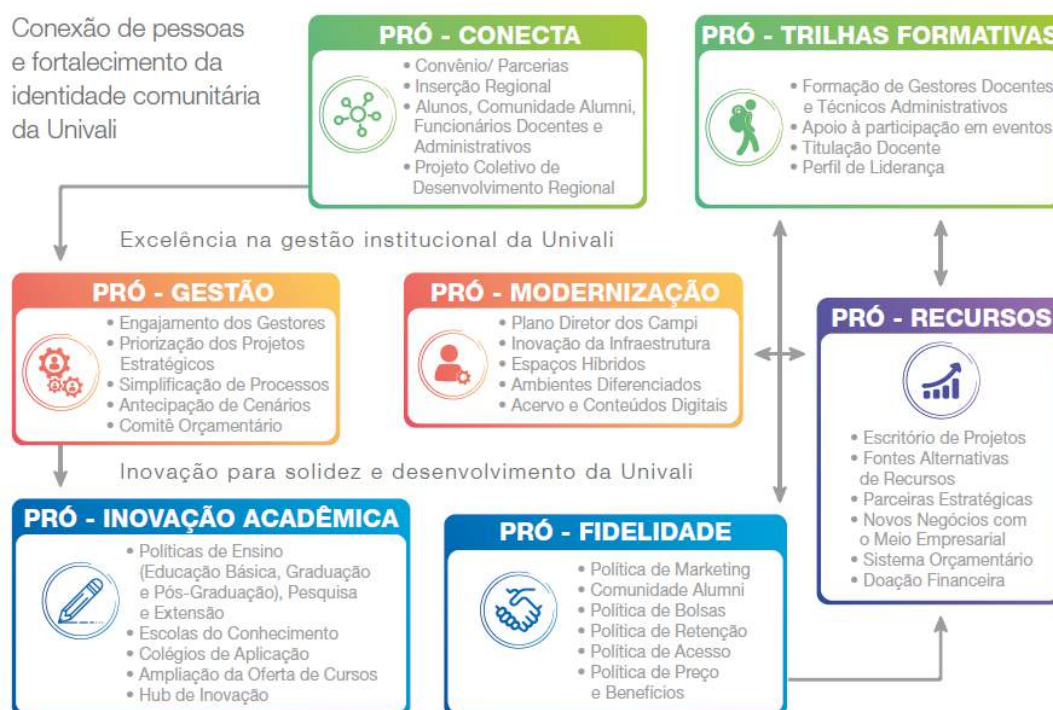 Conexão de pessoas
e fortalecimento da
identidade comunitária
da Univali
PRÓ - CONECTA
• Convênio/ Parcerias
• Inserção Regional
• Alunos, Comunidade Alumni,
Funcionários Docentes e
Administrativos
• Projeto Coletivo de
Desenvolvimento Regional
PRÓ - TRILHAS FORMATIVAS
• Formação de Gestores Docentes
e Técnicos Administrativos
• Apoio à participação em eventos
• Titulação Docente
• Perfil de Liderança
Excelência na gestão institucional da Univali
PRÓ - GESTÃO
• Engajamento dos Gestores
• Priorização dos Projetos
Estratégicos
• Simplificação de Processos
• Antecipação de Cenários
• Comitê Orçamentário
PRÓ - MODERNIZAÇÃO
• Plano Diretor dos Campi
• Inovação da Infraestrutura
• Espaços Híbridos
• Ambientes Diferenciados
• Acervo e Conteúdos Digitais
PRÓ - RECURSOS
• Escritório de Projetos
• Fontes Alternativas
de Recursos
• Parceiras Estratégicas
• Novos Negócios com
o Meio Empresarial
• Sistema Orçamentário
• Doação Financeira
Inovação para solidez e desenvolvimento da Univali
PRÓ - INOVAÇÃO ACADÊMICA
• Políticas de Ensino
(Educação Básica, Graduação
e Pós-Graduação), Pesquisa
e Extensão
• Escolas do Conhecimento
• Colégios de Aplicação
• Ampliação da Oferta de Cursos
• Hub de Inovação
PRÓ - FIDELIDADE
• Política de Marketing
• Comunidade Alumni
• Política de Bolsas
• Política de Retenção
• Política de Acesso
• Política de Preço
e Benefícios